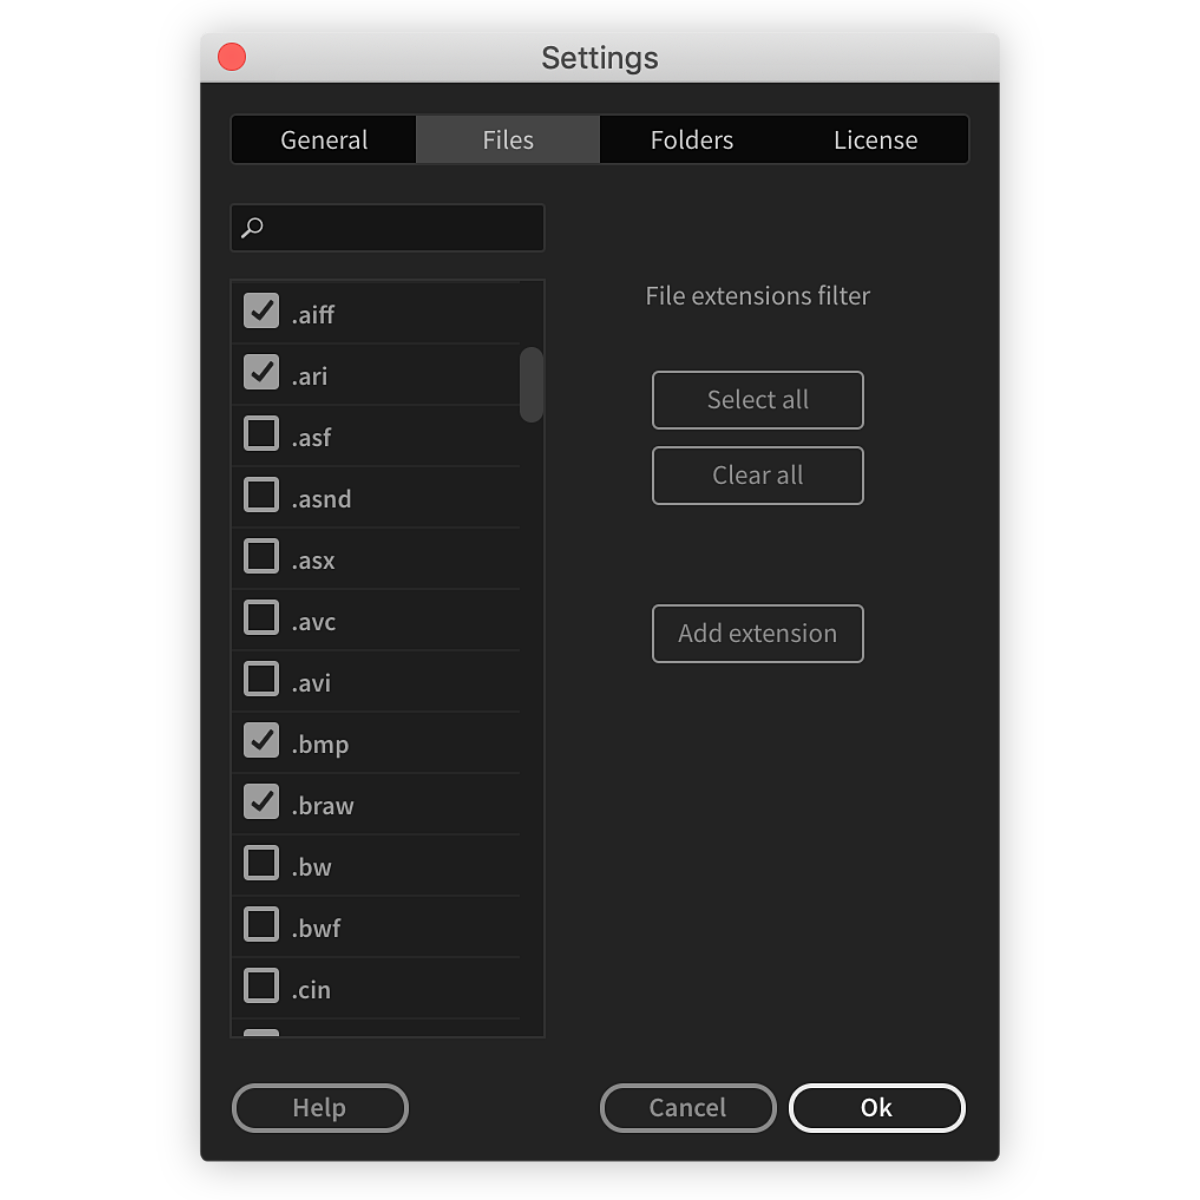 Settings
General Files Folders License
File extensions filter
.aiff
.ari
.asf
.asnd
.asx
.avc
.avi
.bmp
.braw
.bw
.bwf
.cin
Select all
Clear all
Add extension
Help Cancel Ok